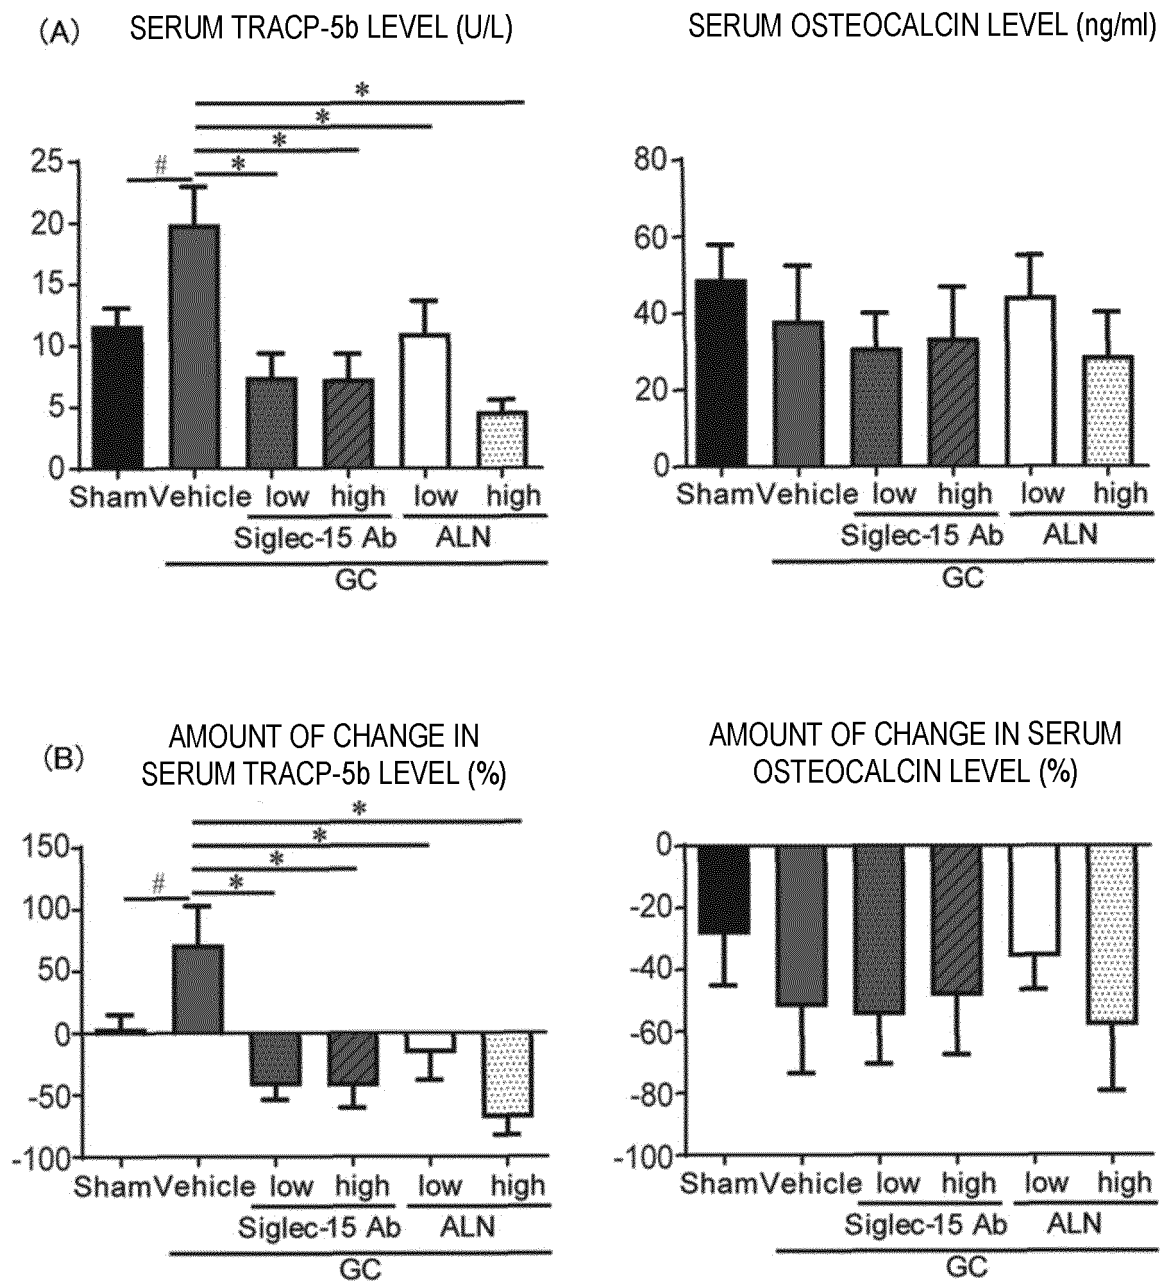 (A) SERUM TRACP-5b LEVEL (U/L)
* 
*
*
# *
25
20
15
10
5
0
Sham Vehicle low high low high
Siglec-15 Ab ALN
GC
SERUM OSTEOCALCIN LEVEL (ng/ml)
80
60
40
20
0
Sham Vehicle low high low high
Siglec-15 Ab ALN
GC
(B) AMOUNT OF CHANGE IN
SERUM TRACP-5b LEVEL (%)
*
*
*
# *
150
100
50
0
-50
-100
Sham Vehicle low high low high
Siglec-15 Ab ALN
GC
AMOUNT OF CHANGE IN SERUM
OSTEOCALCIN LEVEL (%)
0
-20
-40
-60
-80
-100
Sham Vehicle low high low high
Siglec-15 Ab ALN
GC